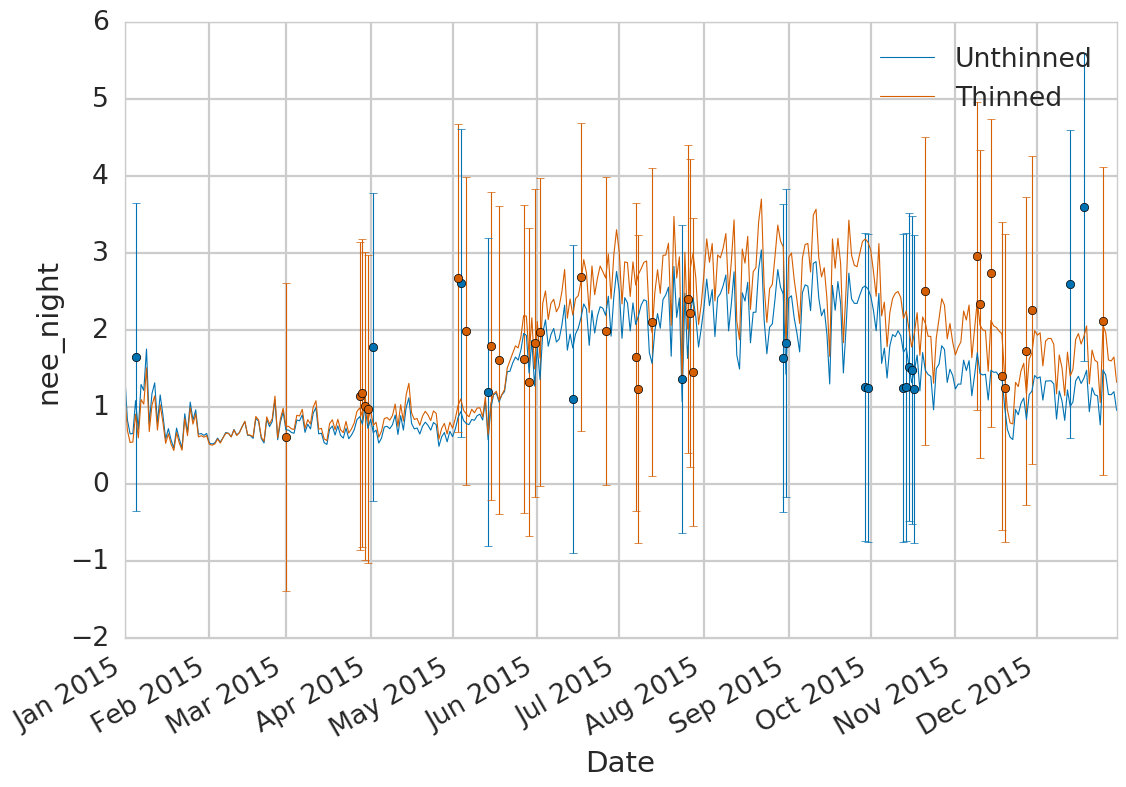 Unthinned
Thinned
6
5
4
3
2
1
0
−1
−2
nee_night
Jan 2015
Feb 2015
Mar 2015
Apr 2015
May 2015
Jun 2015
Jul 2015
Aug 2015
Sep 2015
Oct 2015
Nov 2015
Dec 2015
Date